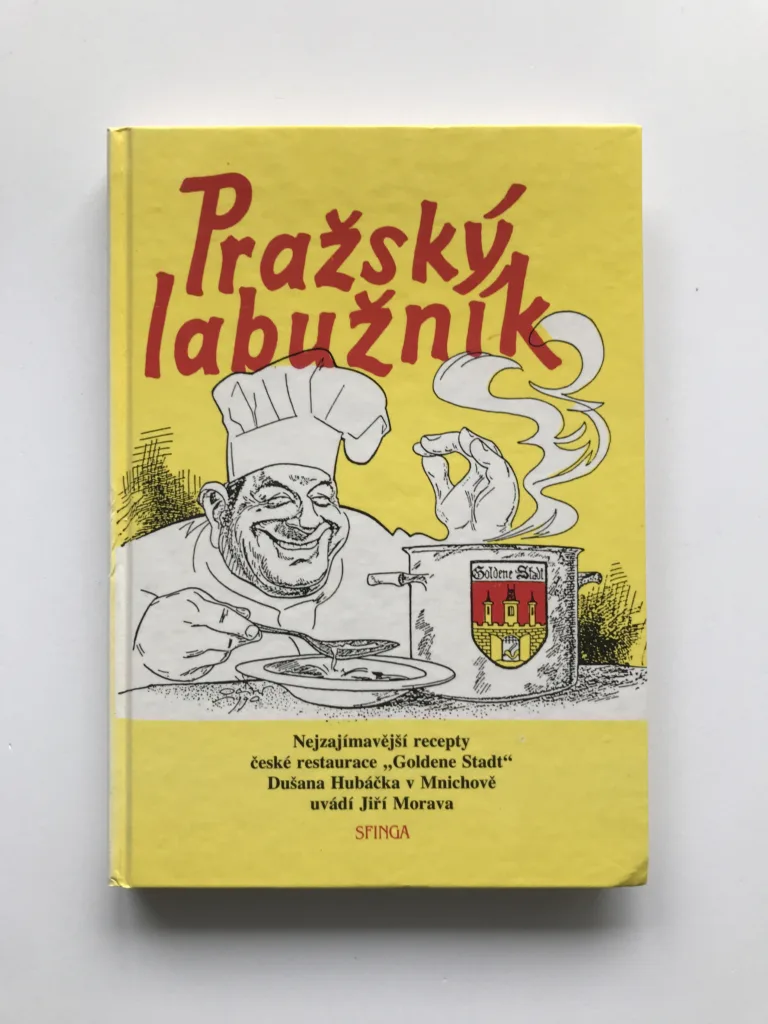 Pražský
labužník
Goldene Stadt
Nejzajímavější recepty
české restaurace „Goldene Stadt“
Dušana Hubáčka v Mnichově
uvádí Jiří Morava
SFINGA